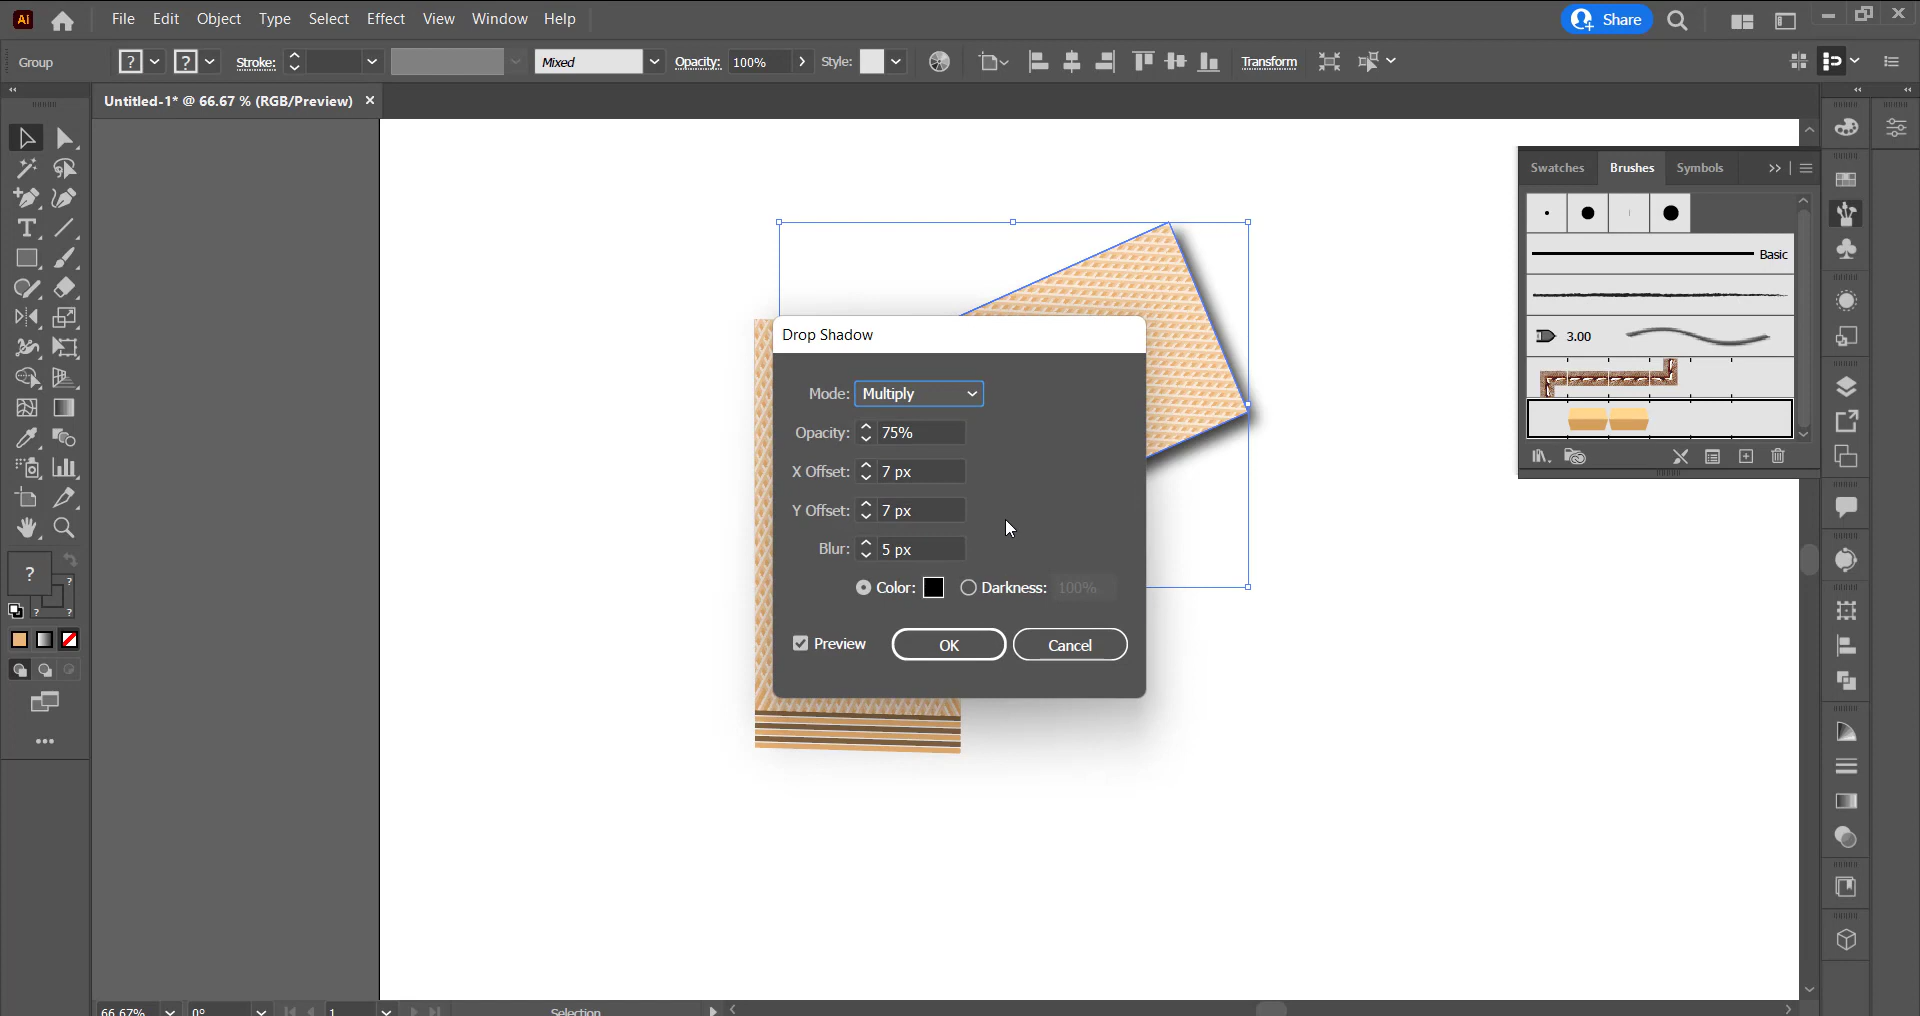 Ai File Edit Object Type Select Effect View Window Help Share
Group ? ? Stroke: Mixed Opacity: 100% Style: Transform
Untitled-1* @ 66.67 % (RGB/Preview) ×
Swatches Brushes Symbols
Basic
3.00
Drop Shadow
Mode: Multiply
Opacity: 75%
X Offset: 7 px
Y Offset: 7 px
Blur: 5 px
Color: Darkness: 100%
Preview OK Cancel
T
?
?
? ?
66.67% 0° 1 Selection